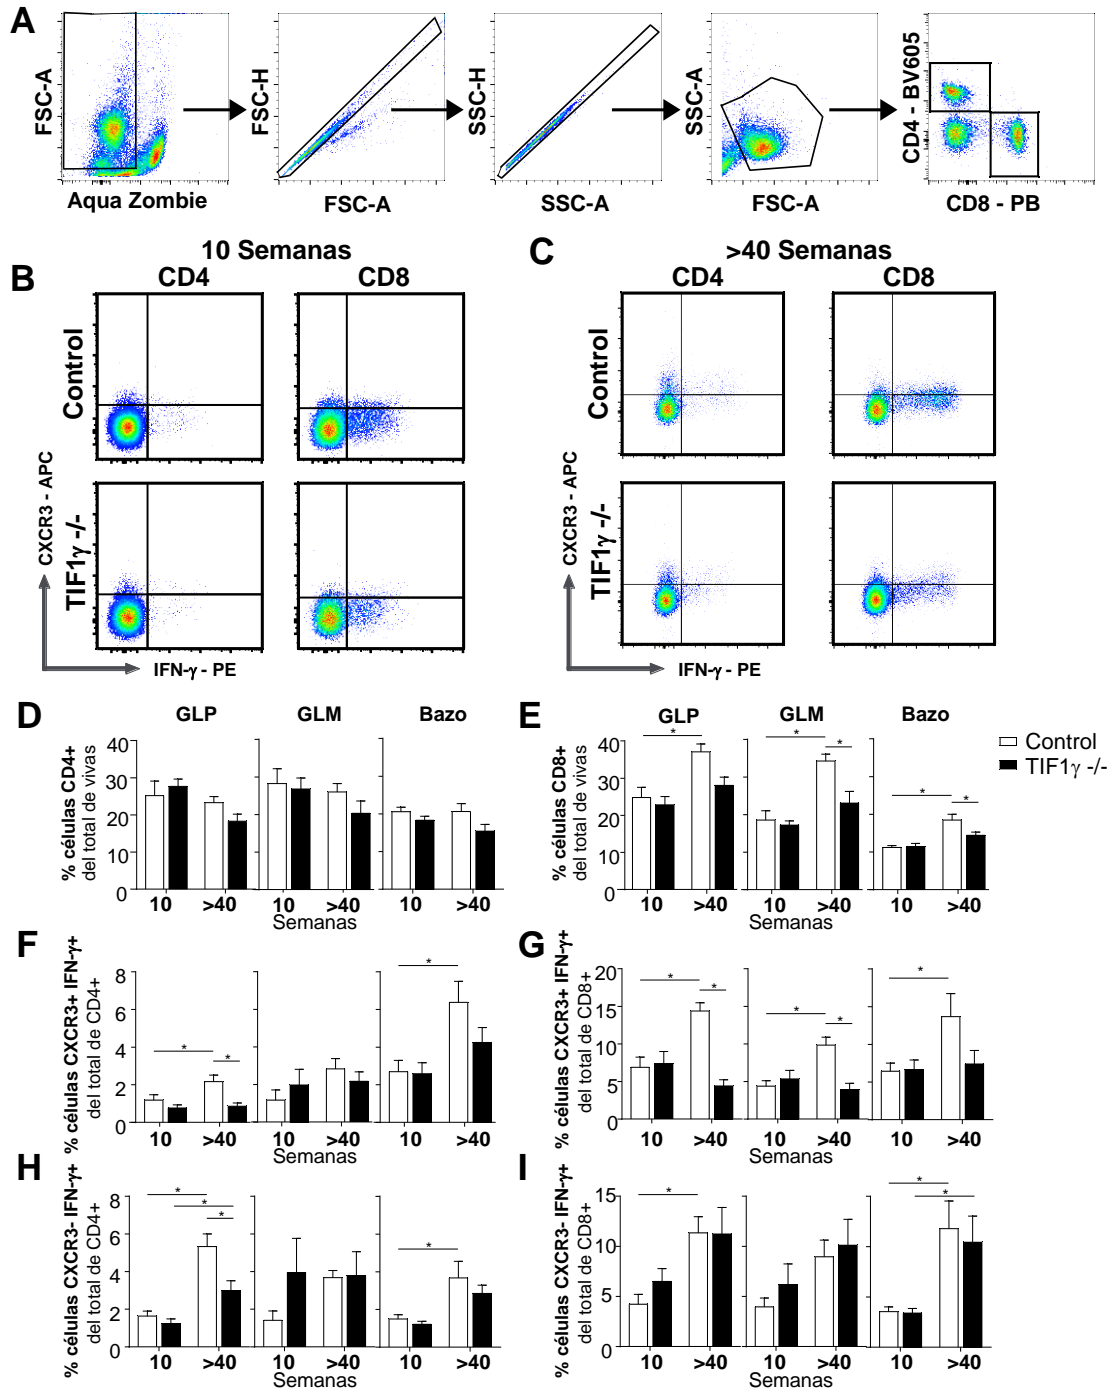 A
FSC-A
Aqua Zombie
FSC-H
FSC-A
SSC-H
SSC-A
SSC-A
FSC-A
CD4 - BV605
CD8 - PB
B
10 Semanas
CD4
CD8
Control
TIF1γ -/-
CXCR3 - APC
IFN-γ - PE
C
>40 Semanas
CD4
CD8
Control
TIF1γ -/-
CXCR3 - APC
IFN-γ - PE
D
GLP
GLM
Bazo
% células CD4+
del total de vivas
40
30
20
10
0
10
>40
10
>40
10
>40
Semanas
E
GLP
GLM
Bazo
Control
TIF1γ -/-
% células CD8+
del total de vivas
40
30
20
10
0
*
*
*
*
*
10
>40
10
>40
10
>40
Semanas
F
% células CXCR3+ IFN-γ+
del total de CD4+
8
6
4
2
0
*
*
*
10
>40
10
>40
10
>40
Semanas
G
% células CXCR3+ IFN-γ+
del total de CD8+
20
15
10
5
0
*
*
*
*
*
10
>40
10
>40
10
>40
Semanas
H
% células CXCR3- IFN-γ+
del total de CD4+
8
6
4
2
0
*
*
*
*
10
>40
10
>40
10
>40
Semanas
I
% células CXCR3- IFN-γ+
del total de CD8+
15
10
5
0
*
*
*
10
>40
10
>40
10
>40
Semanas